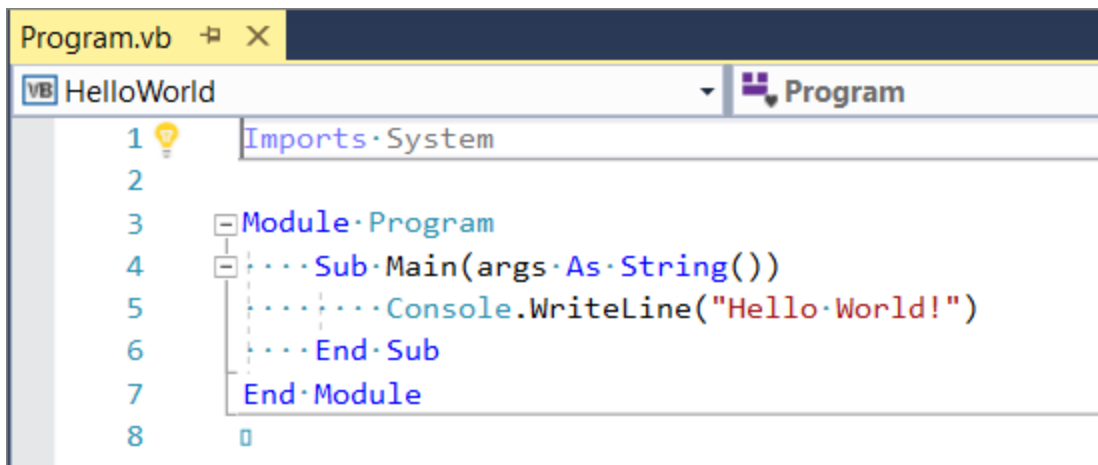 Program.vb
VB HelloWorld Program
1 Imports System
2
3 Module Program
4     Sub Main(args As String())
5         Console.WriteLine("Hello World!")
6     End Sub
7 End Module
8